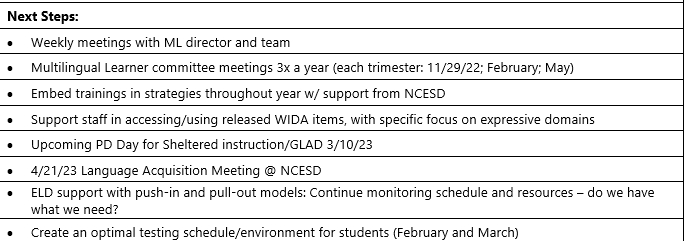 Next Steps:
• Weekly meetings with ML director and team
• Multilingual Learner committee meetings 3x a year (each trimester: 11/29/22; February; May)
• Embed trainings in strategies throughout year w/ support from NCESD
• Support staff in accessing/using released WIDA items, with specific focus on expressive domains
• Upcoming PD Day for Sheltered instruction/GLAD 3/10/23
• 4/21/23 Language Acquisition Meeting @ NCESD
• ELD support with push-in and pull-out models: Continue monitoring schedule and resources – do we have
what we need?
• Create an optimal testing schedule/environment for students (February and March)